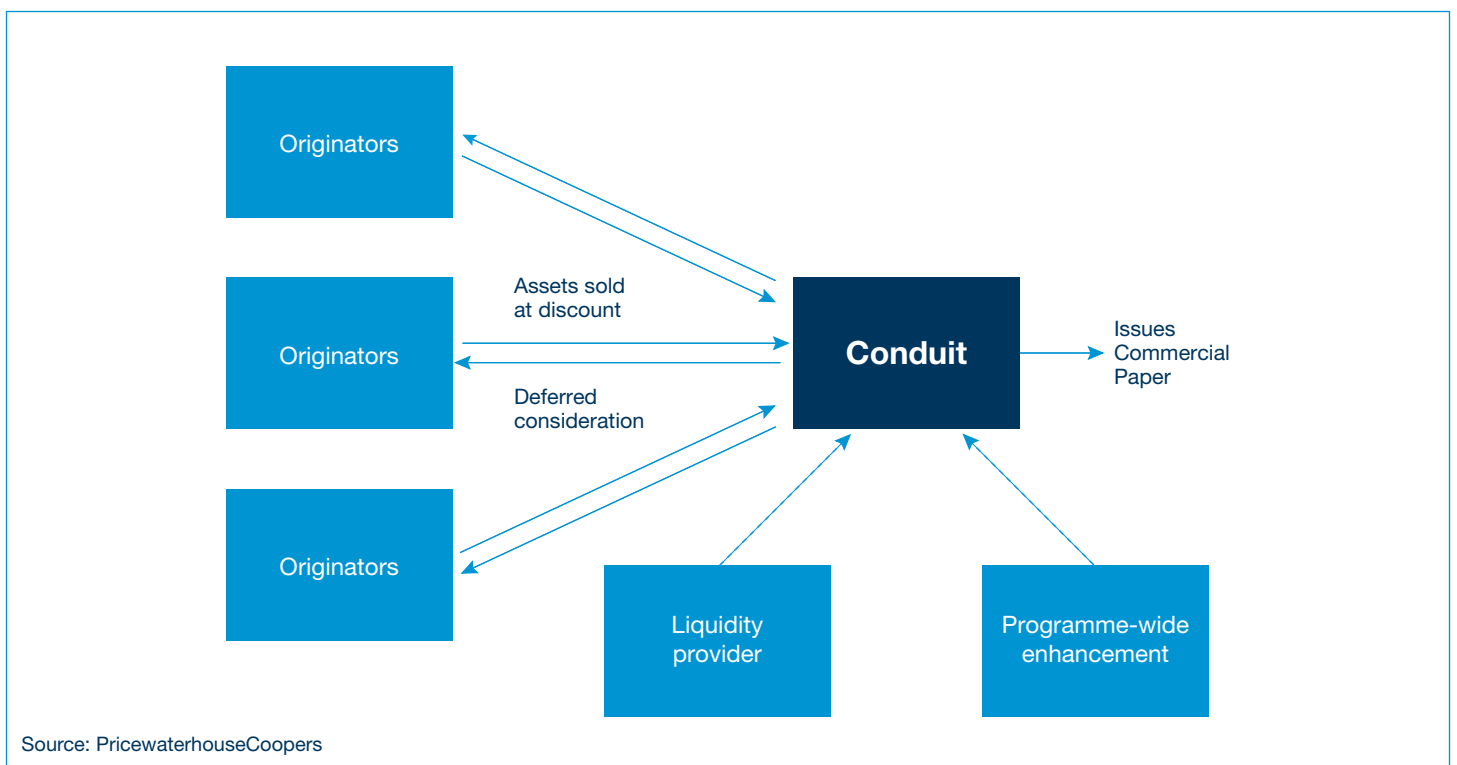 Originators
Assets sold
at discount
Originators
Conduit
Issues
Commercial
Paper
Deferred
consideration
Originators
Liquidity
provider
Programme-wide
enhancement
Source: PricewaterhouseCoopers